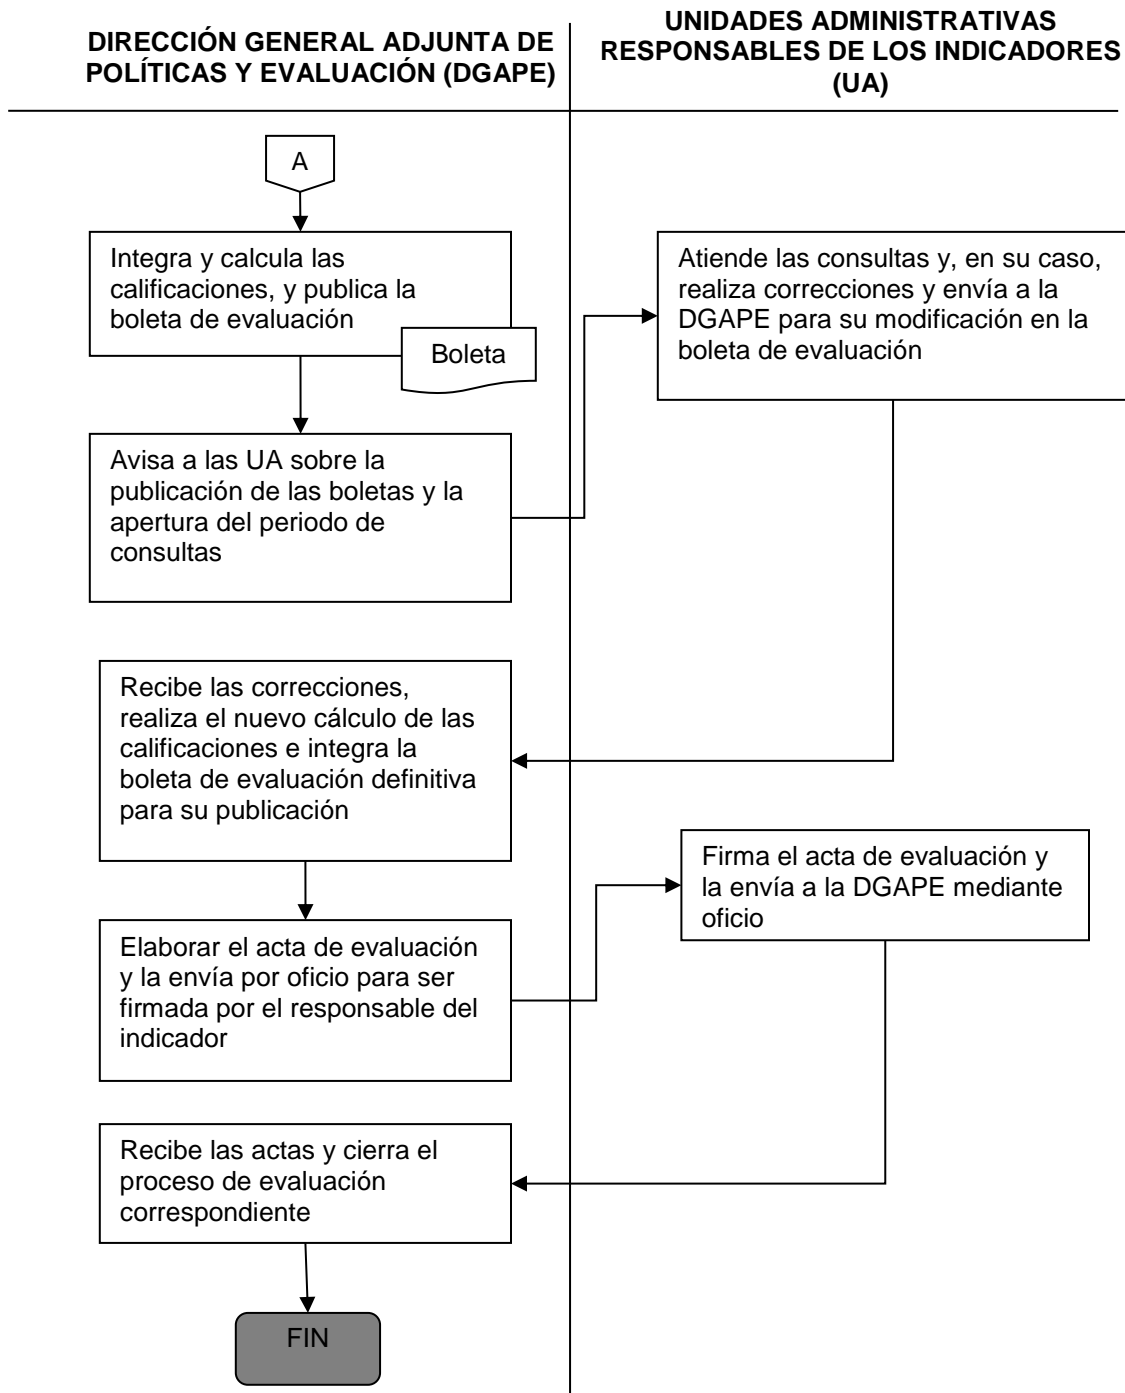 DIRECCIÓN GENERAL ADJUNTA DE
POLÍTICAS Y EVALUACIÓN (DGAPE)
UNIDADES ADMINISTRATIVAS
RESPONSABLES DE LOS INDICADORES
(UA)
A
Integra y calcula las
calificaciones, y publica la
boleta de evaluación
Boleta
Atiende las consultas y, en su caso,
realiza correcciones y envía a la
DGAPE para su modificación en la
boleta de evaluación
Avisa a las UA sobre la
publicación de las boletas y la
apertura del periodo de
consultas
Recibe las correcciones,
realiza el nuevo cálculo de las
calificaciones e integra la
boleta de evaluación definitiva
para su publicación
Firma el acta de evaluación y
la envía a la DGAPE mediante
oficio
Elaborar el acta de evaluación
y la envía por oficio para ser
firmada por el responsable del
indicador
Recibe las actas y cierra el
proceso de evaluación
correspondiente
FIN